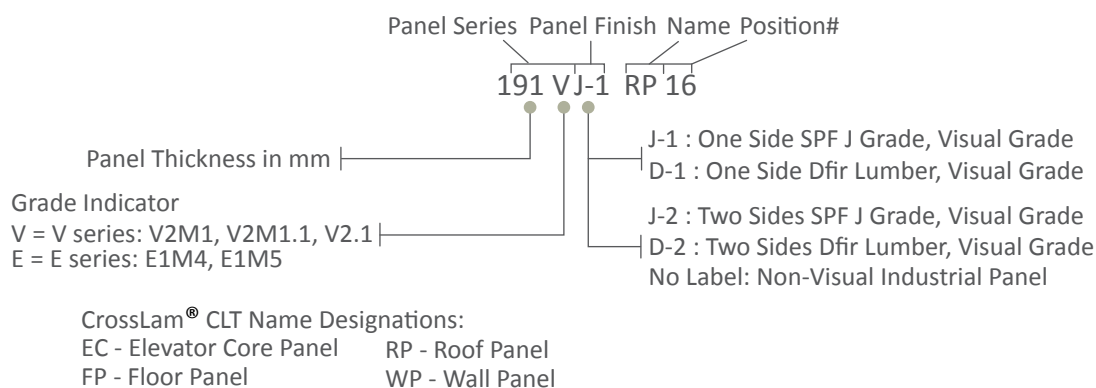 Panel Series Panel Finish Name Position#
191 V J-1 RP 16
J-1 : One Side SPF J Grade, Visual Grade
Panel Thickness in mm
D-1 : One Side Dfir Lumber, Visual Grade
Grade Indicator
J-2 : Two Sides SPF J Grade, Visual Grade
V = V series: V2M1, V2M1.1, V2.1
D-2 : Two Sides Dfir Lumber, Visual Grade
E = E series: E1M4, E1M5
No Label: Non-Visual Industrial Panel
CrossLam® CLT Name Designations:
EC - Elevator Core Panel
RP - Roof Panel
FP - Floor Panel
WP - Wall Panel